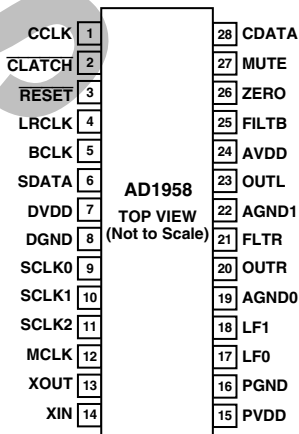 CCLK 1
CLATCH 2
RESET 3
LRCLK 4
BCLK 5
SDATA 6
DVDD 7
DGND 8
SCLK0 9
SCLK1 10
SCLK2 11
MCLK 12
XOUT 13
XIN 14
AD1958
TOP VIEW
(Not to Scale)
28 CDATA
27 MUTE
26 ZERO
25 FILTB
24 AVDD
23 OUTL
22 AGND1
21 FLTR
20 OUTR
19 AGND0
18 LF1
17 LF0
16 PGND
15 PVDD